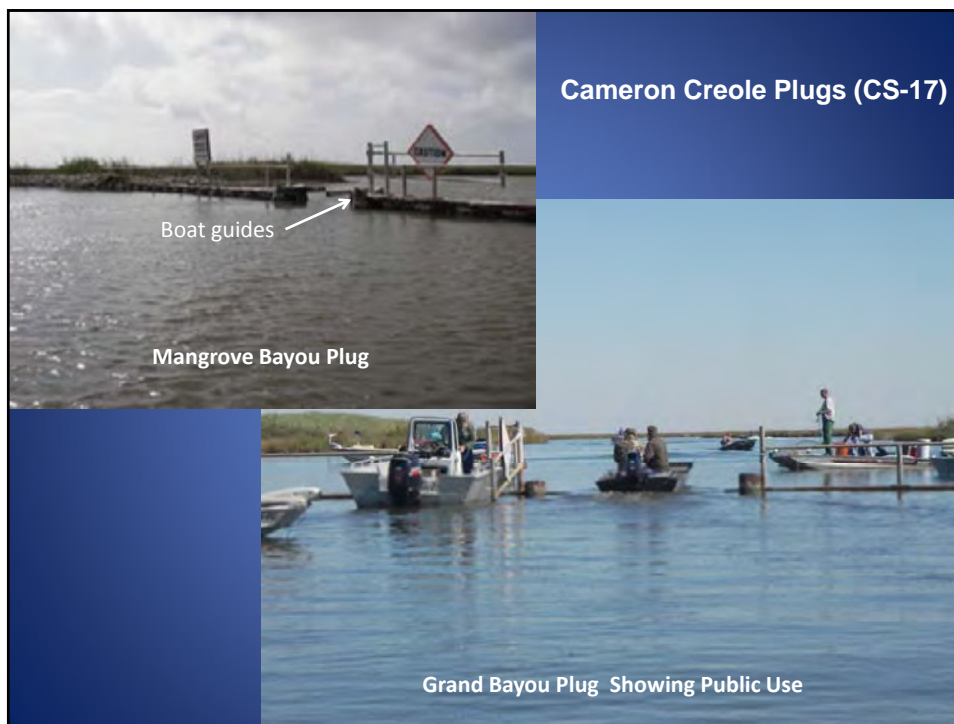 Cameron Creole Plugs (CS-17)
CAUTION
Boat guides
Mangrove Bayou Plug
Grand Bayou Plug Showing Public Use